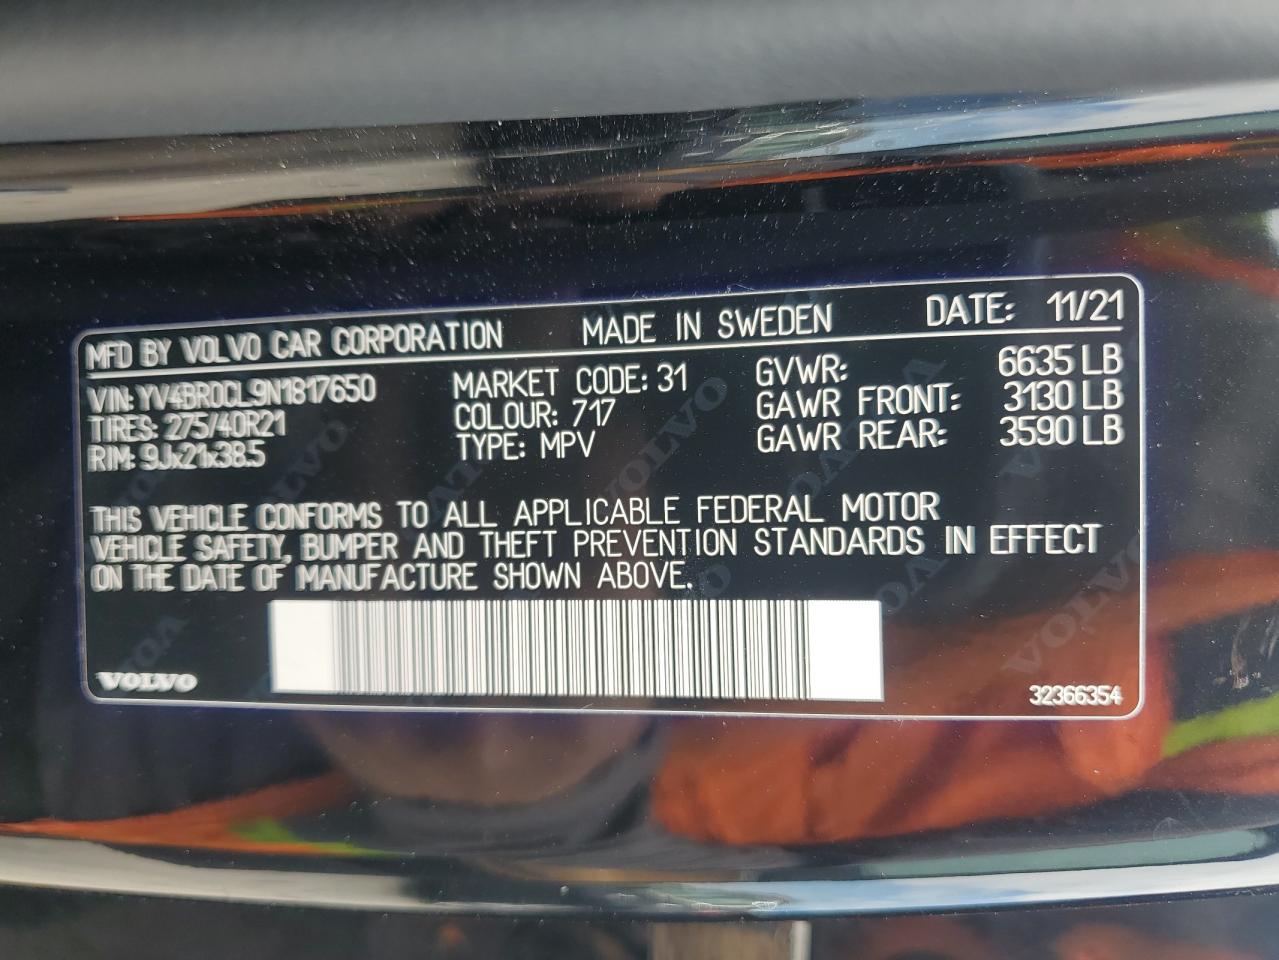 MFD BY VOLVO CAR CORPORATION MADE IN SWEDEN DATE: 11/21
VIN: YV4BR0CL9N1817650 MARKET CODE: 31 GVWR: 6635 LB
TIRES: 275/40R21 COLOUR: 717 GAWR FRONT: 3130 LB
RIM: 9Jx21x38.5 TYPE: MPV GAWR REAR: 3590 LB
THIS VEHICLE CONFORMS TO ALL APPLICABLE FEDERAL MOTOR
VEHICLE SAFETY, BUMPER AND THEFT PREVENTION STANDARDS IN EFFECT
ON THE DATE OF MANUFACTURE SHOWN ABOVE.
VOLVO 32366354